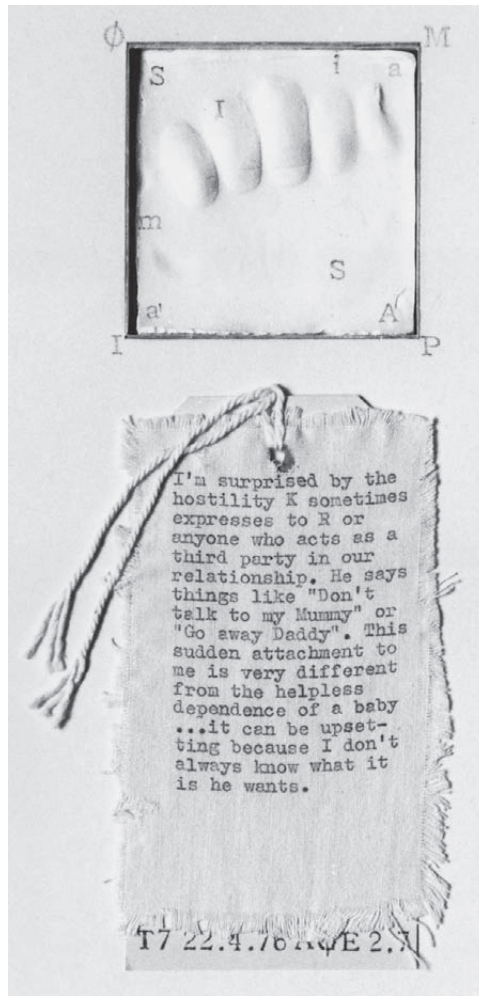 Ø M
S i a
I
m
S
a' A
I P
I'm surprised by the
hostility K sometimes
expresses to R or
anyone who acts as a
third party in our
relationship. He says
things like "Don't
talk to my Mummy" or
"Go away Daddy". This
sudden attachment to
me is very different
from the helpless
dependence of a baby
...it can be upset-
ting because I don't
always know what it
is he wants.
T7 22.4.76 AGE 2.7